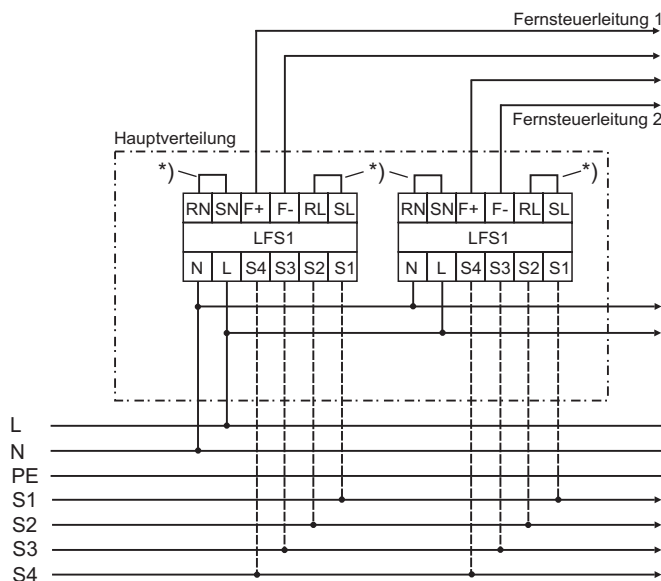 Fernsteuerleitung 1
Fernsteuerleitung 2
Hauptverteilung
*) *) *)
RN SN F+ F- RL SL RN SN F+ F- RL SL
LFS1 LFS1
N L S4 S3 S2 S1 N L S4 S3 S2 S1
L
N
PE
S1
S2
S3
S4